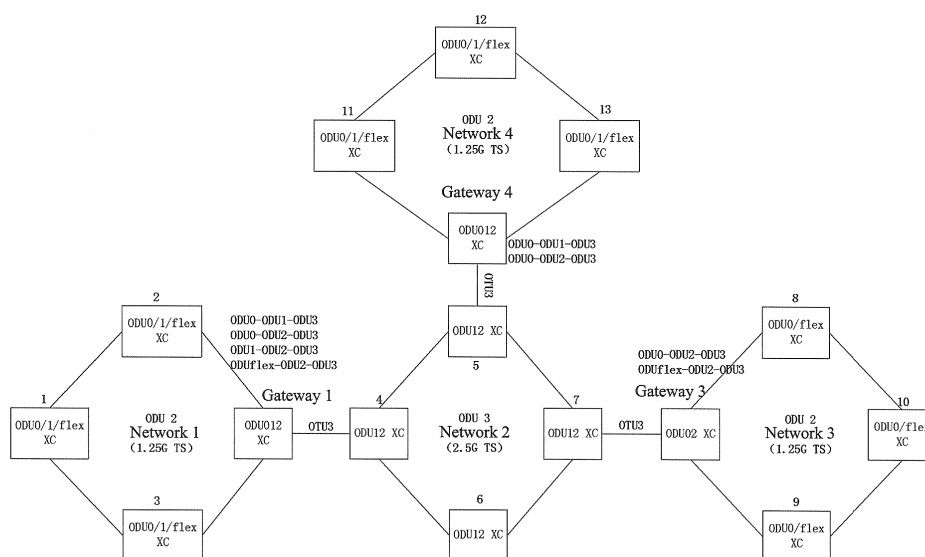 12
ODU0/1/flex
XC
11
ODU0/1/flex
XC
ODU 2
Network 4
(1.25G TS)
13
ODU0/1/flex
XC
Gateway 4
ODU012
XC
ODU0-ODU1-ODU3
ODU0-ODU2-ODU3
OTU3
2
ODU0/1/flex
XC
ODU0-ODU1-ODU3
ODU0-ODU2-ODU3
ODU1-ODU2-ODU3
ODUflex-ODU2-ODU3
Gateway 1
1
ODU0/1/flex
XC
ODU 2
Network 1
(1.25G TS)
ODU012
XC
OTU3
3
ODU0/1/flex
XC
ODU12 XC
5
4
ODU12 XC
ODU 3
Network 2
(2.5G TS)
7
ODU12 XC
6
ODU12 XC
OTU3
8
ODU0/flex
XC
ODU0-ODU2-ODU3
ODUflex-ODU2-ODU3
Gateway 3
ODU02 XC
ODU 2
Network 3
(1.25G TS)
10
ODU0/flex
XC
9
ODU0/flex
XC